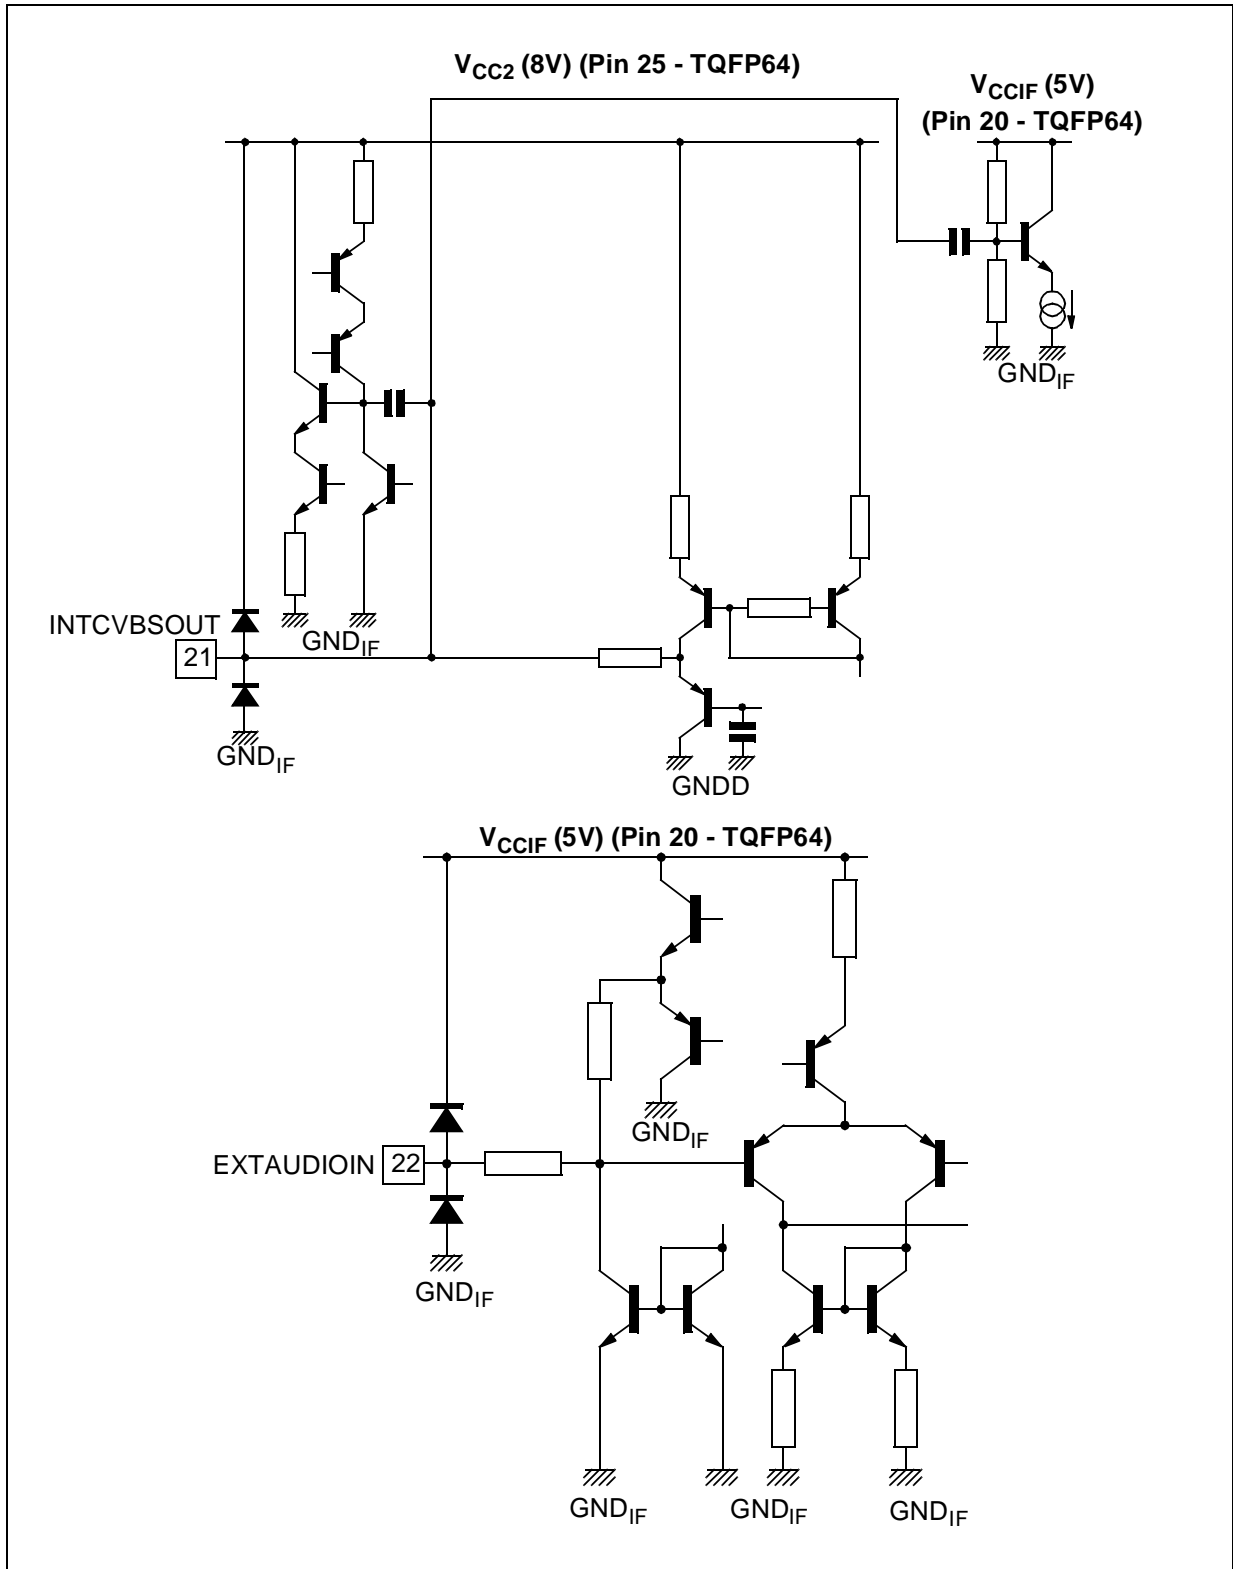 VCC2 (8V) (Pin 25 - TQFP64)
VCCIF (5V)
(Pin 20 - TQFP64)
GNDIF
INTCVBSOUT
21
GNDIF
GNDIF
GNDD
VCCIF (5V) (Pin 20 - TQFP64)
GNDIF
EXTAUDIOIN 22
GNDIF
GNDIF
GNDIF
GNDIF